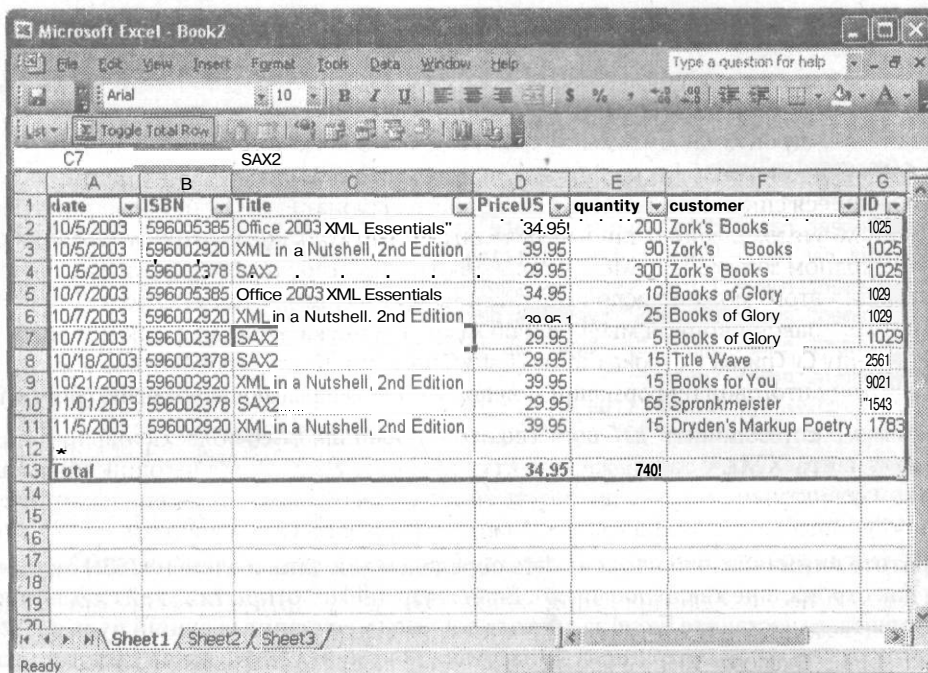 Microsoft Excel - Book2
File Edit View Insert Format Tools Data Window Help Type a question for help
Arial 10 B I U $ % ,
List Toggle Total Row
C7 SAX2
A B C D E F G
1 date ISBN Title PriceUS quantity customer ID
2 10/5/2003 596005385 Office 2003 XML Essentials" 34.95! 200 Zork's Books 1025
3 10/5/2003 596002920 XML in a Nutshell, 2nd Edition 39.95 90 Zork's Books 1025
4 10/5/2003 596002378 SAX2 29.95 300 Zork's Books 1025
5 10/7/2003 596005385 Office 2003 XML Essentials 34.95 10 Books of Glory 1029
6 10/7/2003 596002920 XML in a Nutshell. 2nd Edition 39.95 1 25 Books of Glory 1029
7 10/7/2003 596002378 SAX2 29.95 5 Books of Glory 1029
8 10/18/2003 596002378 SAX2 29.95 15 Title Wave 2561
9 10/21/2003 596002920 XML in a Nutshell, 2nd Edition 39.95 15 Books for You 9021
10 11/01/2003 596002378 SAX2...... 29.95 65 Spronkmeister "1543
11 11/5/2003 596002920 XML in a Nutshell, 2nd Edition 39.95 15 Dryden's Markup Poetry 1783
12 *
13 Total 34.95 740!
14
15
16
17
18
19
20
Sheet1 / Sheet2 / Sheet3 /
Ready